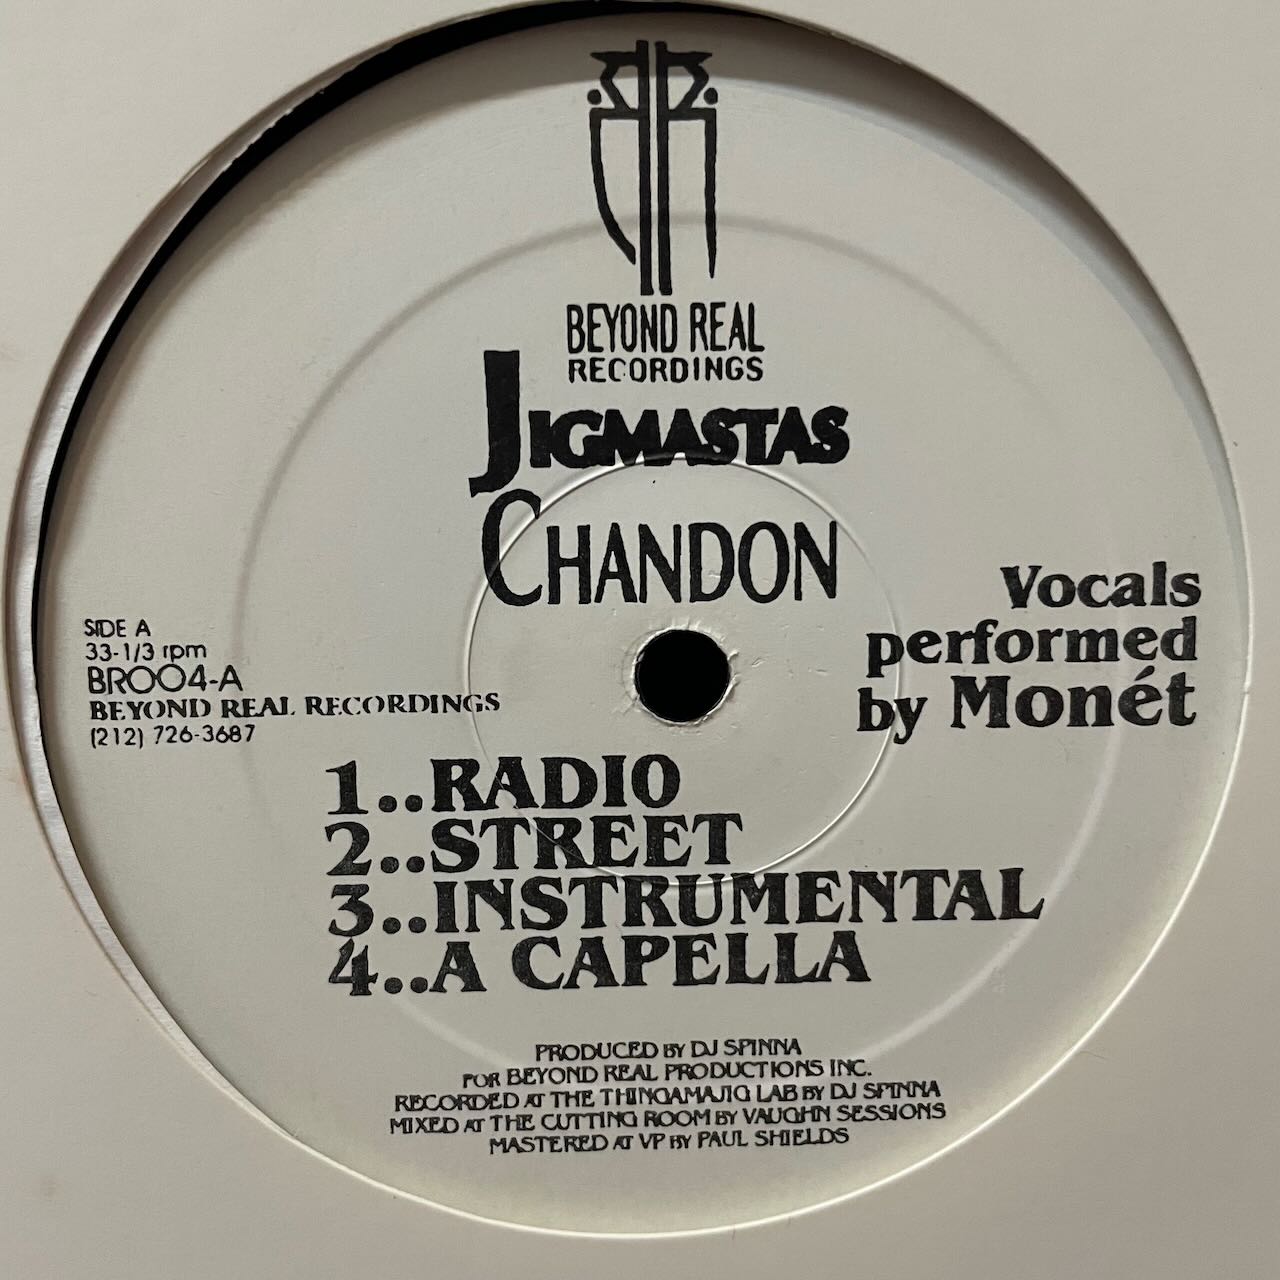 BEYOND REAL
RECORDINGS
JIGMASTAS
CHANDON
Vocals
performed
by Monét
SIDE A
33-1/3 rpm
BR004-A
BEYOND REAL RECORDINGS
(212) 726-3687
1..RADIO
2..STREET
3..INSTRUMENTAL
4..A CAPELLA
PRODUCED BY DJ SPINNA
FOR BEYOND REAL PRODUCTIONS INC.
RECORDED AT THE THINGAMAJIG LAB BY DJ SPINNA
MIXED AT THE CUTTING ROOM BY VAUGHN SESSIONS
MASTERED AT VP BY PAUL SHIELDS